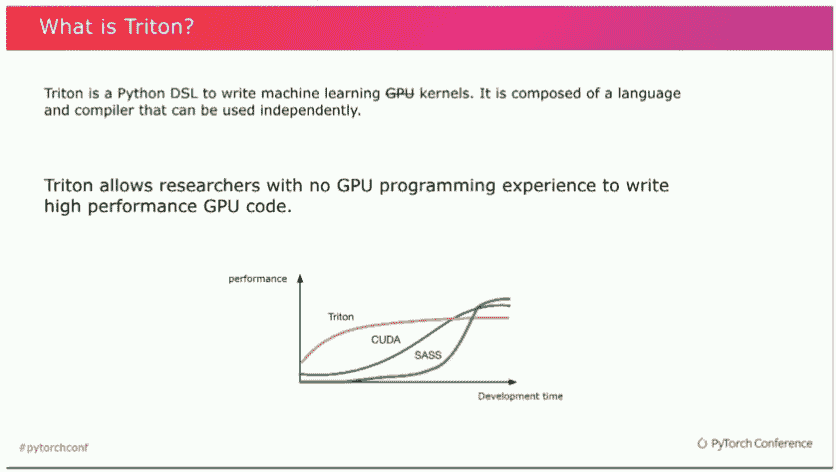 What is Triton?
Triton is a Python DSL to write machine learning GPU kernels. It is composed of a language
and compiler that can be used independently.
Triton allows researchers with no GPU programming experience to write
high performance GPU code.
performance
Triton
CUDA
SASS
Development time
#pytorchconf
PyTorch Conference